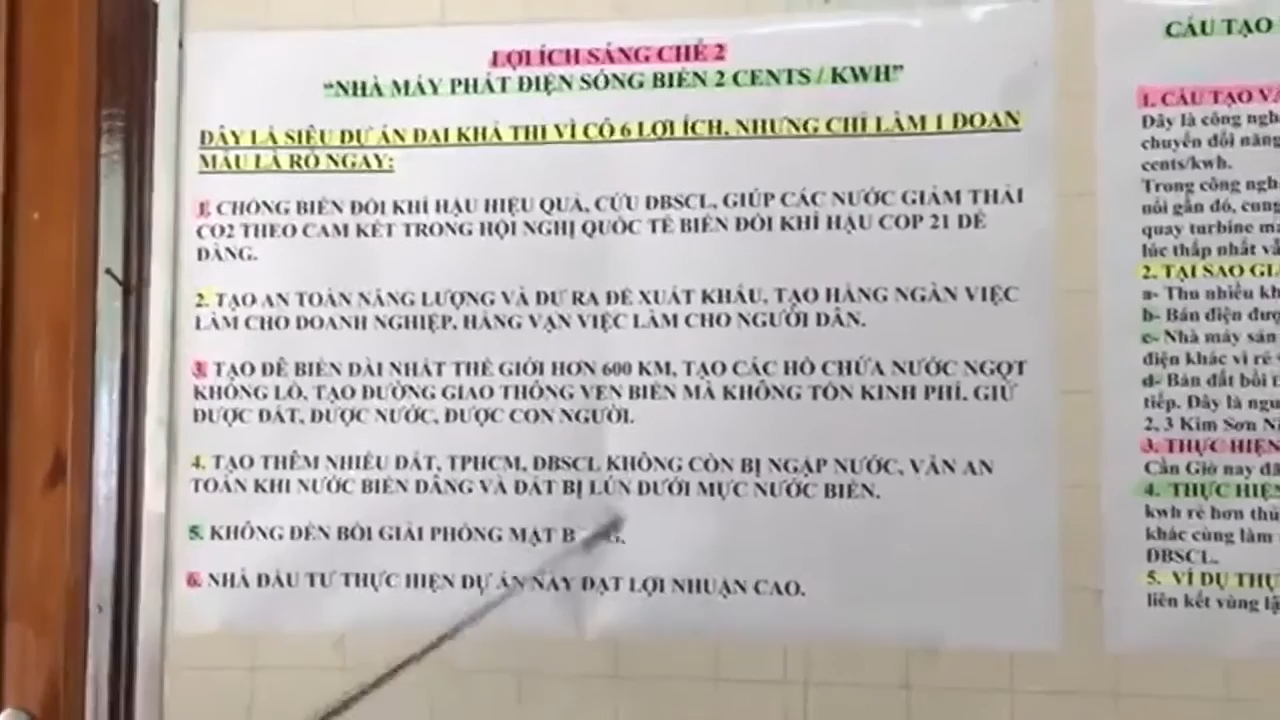 LỢI ÍCH SÁNG CHẾ 2
"NHÀ MÁY PHÁT ĐIỆN SÓNG BIỂN 2 CENTS / KWH"
ĐÂY LÀ SIÊU DỰ ÁN ĐẠI KHẢ THI VÌ CÓ 6 LỢI ÍCH, NHƯNG CHỈ LÀM 1 ĐOẠN
MẪU LÀ RÕ NGAY:
1. CHỐNG BIẾN ĐỔI KHÍ HẬU HIỆU QUẢ, CỨU ĐBSCL, GIÚP CÁC NƯỚC GIẢM THẢI
CO2 THEO CAM KẾT TRONG HỘI NGHỊ QUỐC TẾ BIẾN ĐỔI KHÍ HẬU COP 21 DỄ
DÀNG.
2. TẠO AN TOÀN NĂNG LƯỢNG VÀ DƯ RA ĐỂ XUẤT KHẨU, TẠO HÀNG NGÀN VIỆC
LÀM CHO DOANH NGHIỆP, HÀNG VẠN VIỆC LÀM CHO NGƯỜI DÂN.
3. TẠO ĐÊ BIỂN DÀI NHẤT THẾ GIỚI HƠN 600 KM, TẠO CÁC HỒ CHỨA NƯỚC NGỌT
KHỔNG LỒ, TẠO ĐƯỜNG GIAO THÔNG VEN BIỂN MÀ KHÔNG TỐN KINH PHÍ. GIỮ
ĐƯỢC ĐẤT, ĐƯỢC NƯỚC, ĐƯỢC CON NGƯỜI.
4. TẠO THÊM NHIỀU ĐẤT, TPHCM, ĐBSCL KHÔNG CÒN BỊ NGẬP NƯỚC, VẪN AN
TOÀN KHI NƯỚC BIỂN DÂNG VÀ ĐẤT BỊ LÚN DƯỚI MỰC NƯỚC BIỂN.
5. KHÔNG ĐỀN BỒI GIẢI PHÓNG MẶT
6. NHÀ ĐẦU TƯ THỰC HIỆN DỰ ÁN NÀY ĐẠT LỢI NHUẬN CAO.
CẤU TẠO
1. CẤU TẠO
Đây là công
chuyển đổi năng
cents/kwh.
Trong công
nổi gắn đó,
quay turbine
lúc thấp nhất
2. TẠI SAO
a- Thu nhiều
b- Bán điện
c- Nhà máy
điện khác vì rẻ
d- Bán đất bồi
tiếp. Đây là
2, 3 Kim Sơn
3. THỰC HIỆN
Cần Giờ nay
4. THỰC HIỆN
kwh rẻ hơn
khác cùng làm
ĐBSCL.
5. VÍ DỤ
liên kết vùng